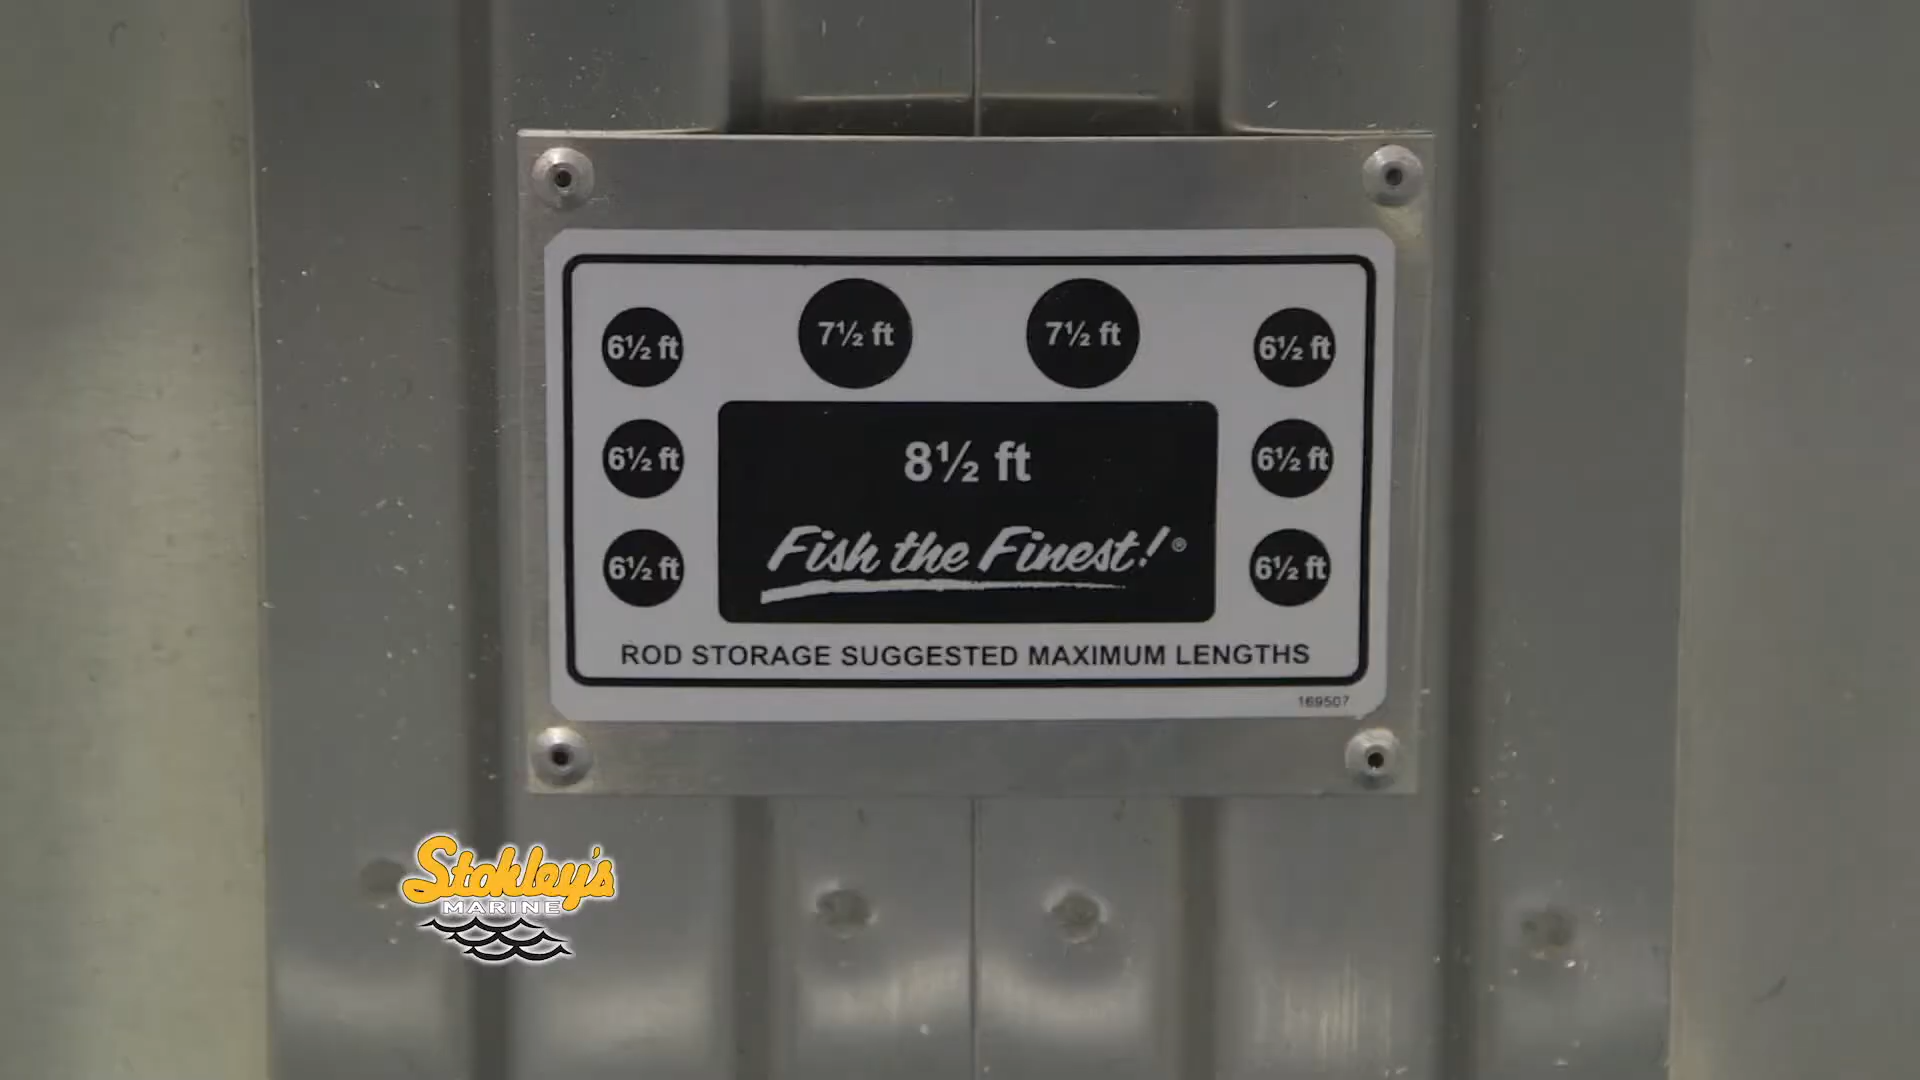 6½ ft 7½ ft 7½ ft 6½ ft
6½ ft 8½ ft 6½ ft
Fish the Finest!®
6½ ft 6½ ft
ROD STORAGE SUGGESTED MAXIMUM LENGTHS
169507
Stokley's
MARINE